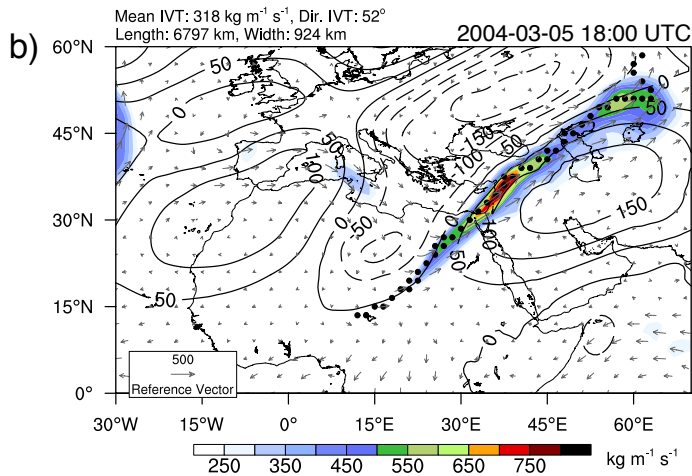 Mean IVT: 318 kg m⁻¹ s⁻¹, Dir. IVT: 52°
Length: 6797 km, Width: 924 km
2004-03-05 18:00 UTC
b)
60°N
45°N
30°N
15°N
0°
50
0
50
100
0
-50
50
150
100
50
0
50
0
50
100
150
0
500
Reference Vector
30°W
15°W
0°
15°E
30°E
45°E
60°E
250 350 450 550 650 750
kg m⁻¹ s⁻¹